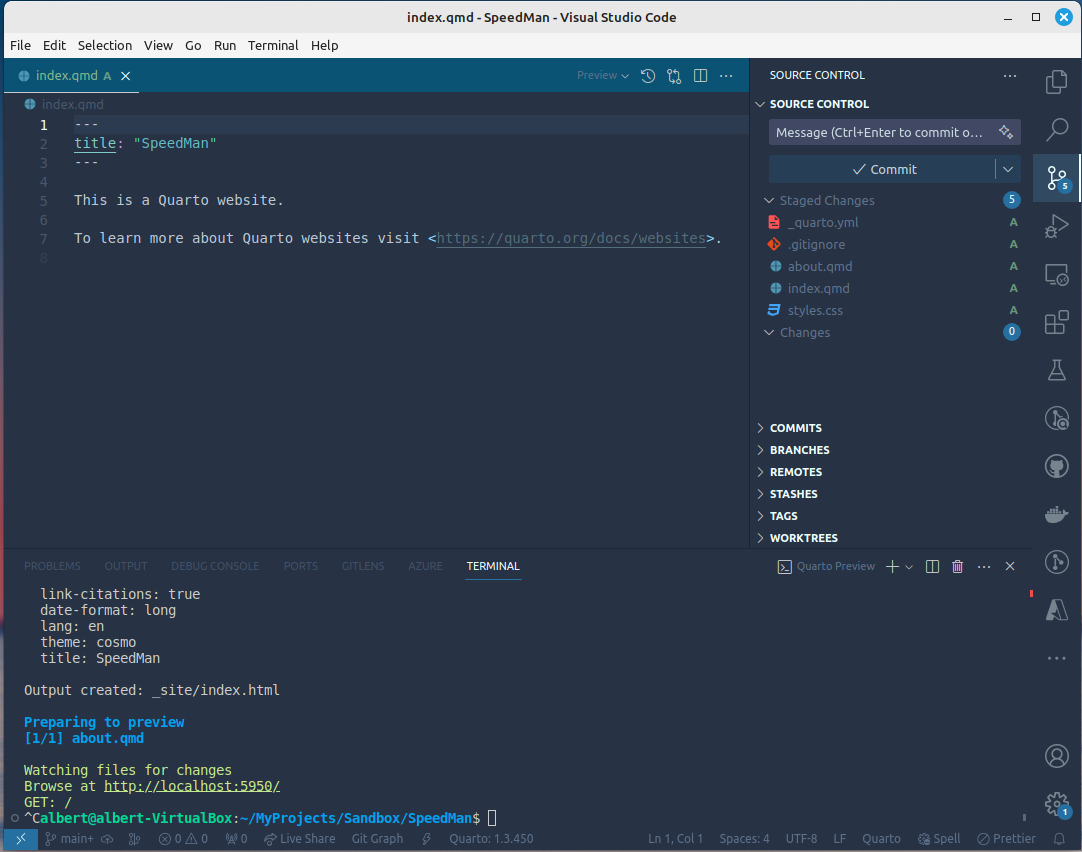 index.qmd - SpeedMan - Visual Studio Code
File Edit Selection View Go Run Terminal Help
index.qmd A
Preview
index.qmd
1 ---
2 title: "SpeedMan"
3 ---
4
5 This is a Quarto website.
6
7 To learn more about Quarto websites visit <https://quarto.org/docs/websites>.
8
SOURCE CONTROL
SOURCE CONTROL
Message (Ctrl+Enter to commit o...
Commit
Staged Changes 5
_quarto.yml A
.gitignore A
about.qmd A
index.qmd A
styles.css A
Changes 0
COMMITS
BRANCHES
REMOTES
STASHES
TAGS
WORKTREES
5
1
PROBLEMS OUTPUT DEBUG CONSOLE PORTS GITLENS AZURE TERMINAL
Quarto Preview
link-citations: true
date-format: long
lang: en
theme: cosmo
title: SpeedMan
Output created: _site/index.html
Preparing to preview
[1/1] about.qmd
Watching files for changes
Browse at http://localhost:5950/
GET: /
^Calbert@albert-VirtualBox:~/MyProjects/Sandbox/SpeedMan$
main+ 0 0 0 Live Share Git Graph Quarto: 1.3.450 Ln 1, Col 1 Spaces: 4 UTF-8 LF Quarto Spell Prettier